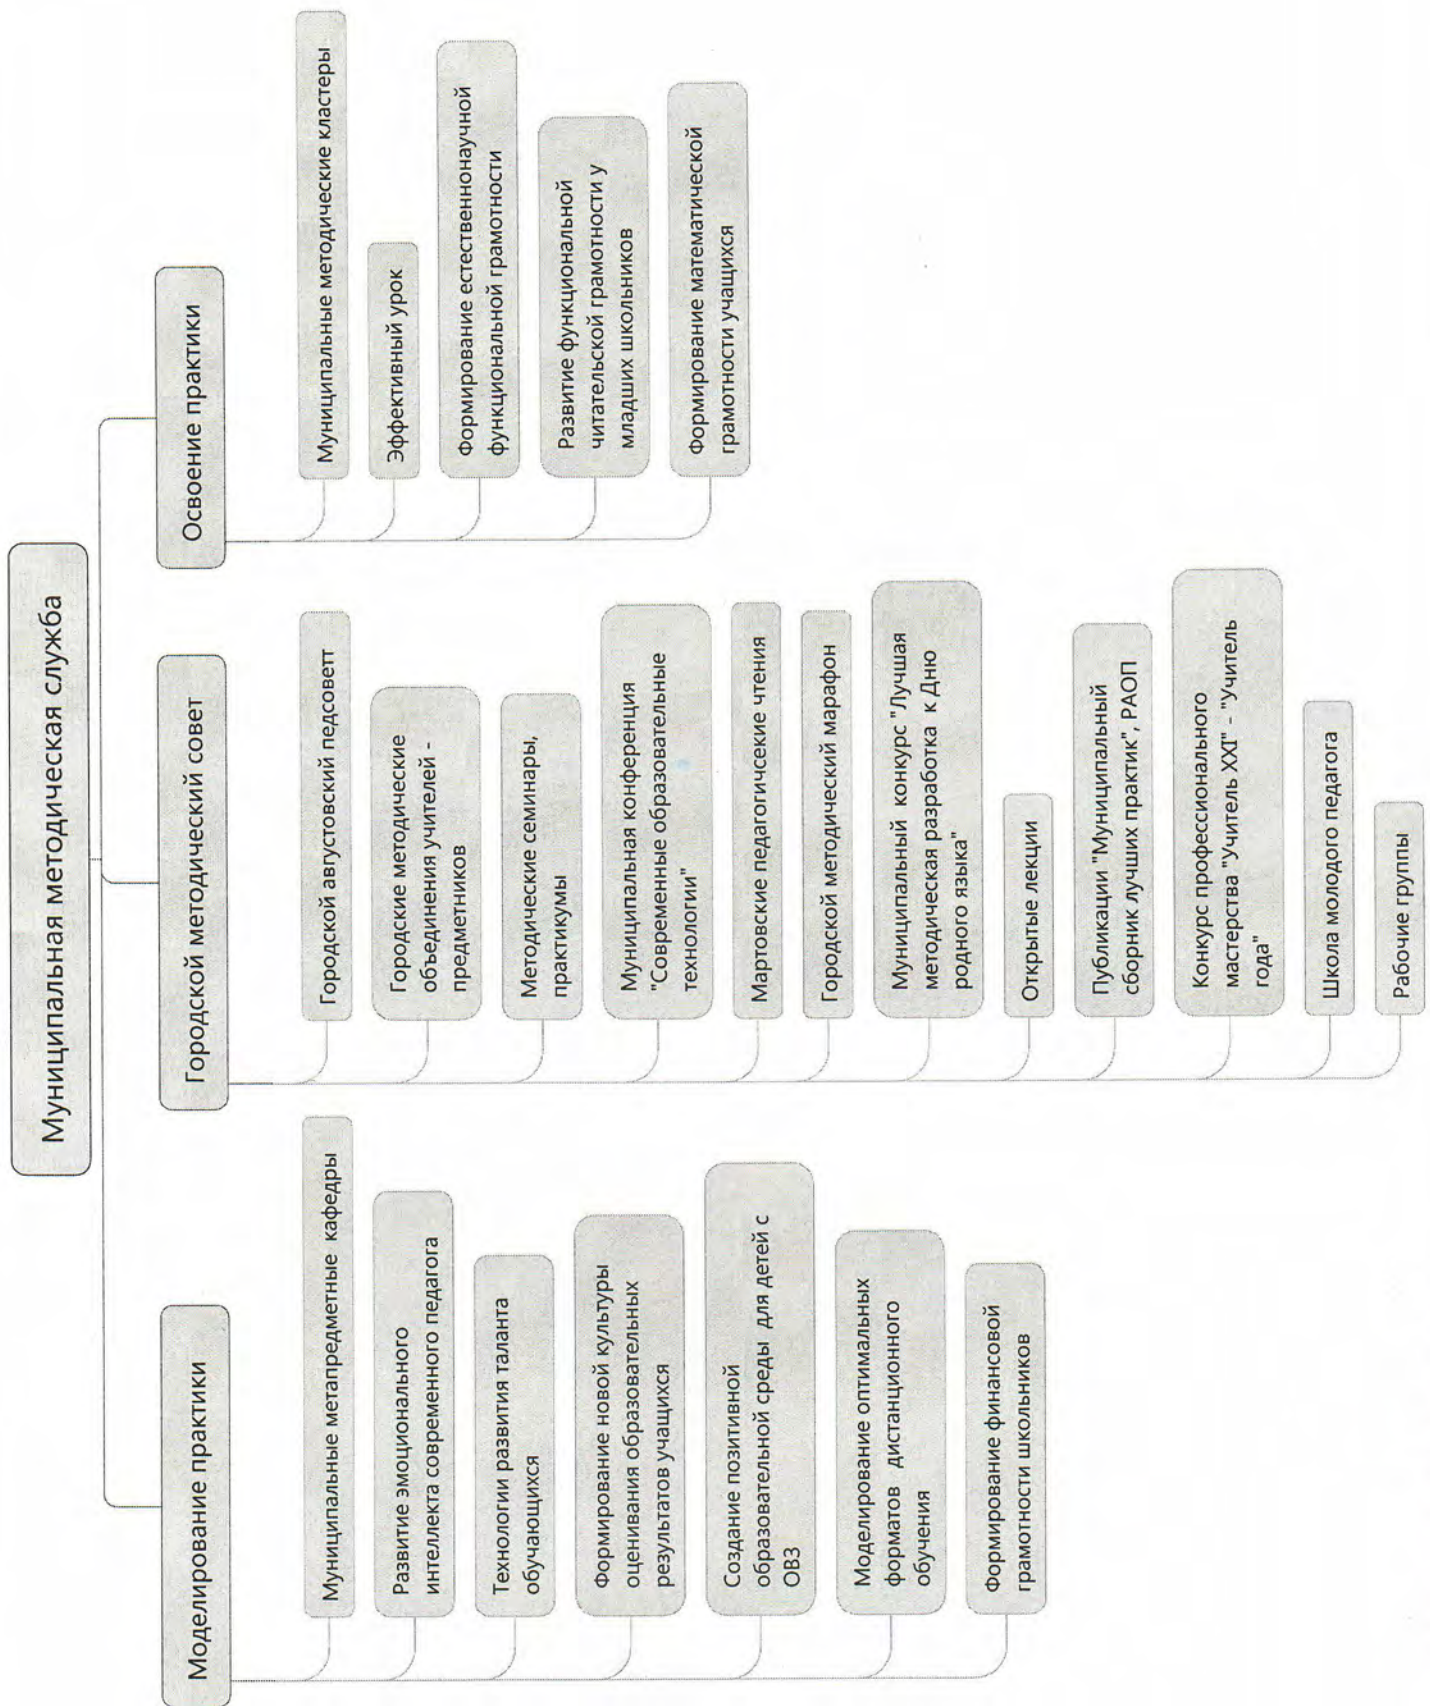 Муниципальная методическая служба
Моделирование практики
Муниципальные метапредметные кафедры
Развитие эмоционального
интеллекта современного педагога
Технологии развития таланта
обучающихся
Формирование новой культуры
оценивания образовательных
результатов учащихся
Создание позитивной
образовательной среды для детей с
ОВЗ
Моделирование оптимальных
форматов дистанционного
обучения
Формирование финансовой
грамотности школьников
Городской методический совет
Городской августовский педсоветт
Городские методические
объединения учителей -
предметников
Методические семинары,
практикумы
Муниципальная конференция
"Современные образовательные
технологии"
Мартовские педагогичсекие чтения
Городской методический марафон
Муниципальный конкурс "Лучшая
методическая разработка к Дню
родного языка"
Открытые лекции
Публикации "Муниципальный
сборник лучших практик", РАОП
Конкурс профессионального
мастерства "Учитель XXI" - "Учитель
года"
Школа молодого педагога
Рабочие группы
Освоение практики
Муниципальные методические кластеры
Эффективный урок
Формирование естественнонаучной
функциональной грамотности
Развитие функциональной
читательской грамотности у
младших школьников
Формирование математической
грамотности учащихся